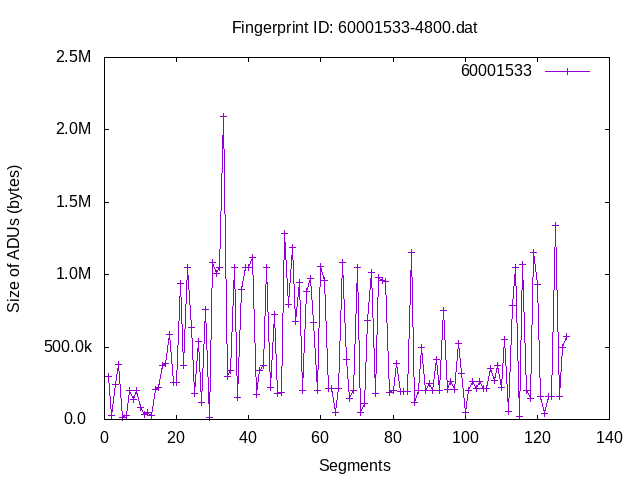 Fingerprint ID: 60001533-4800.dat
60001533
Size of ADUs (bytes)
2.5M
2.0M
1.5M
1.0M
500.0k
0.0
0 20 40 60 80 100 120 140
Segments